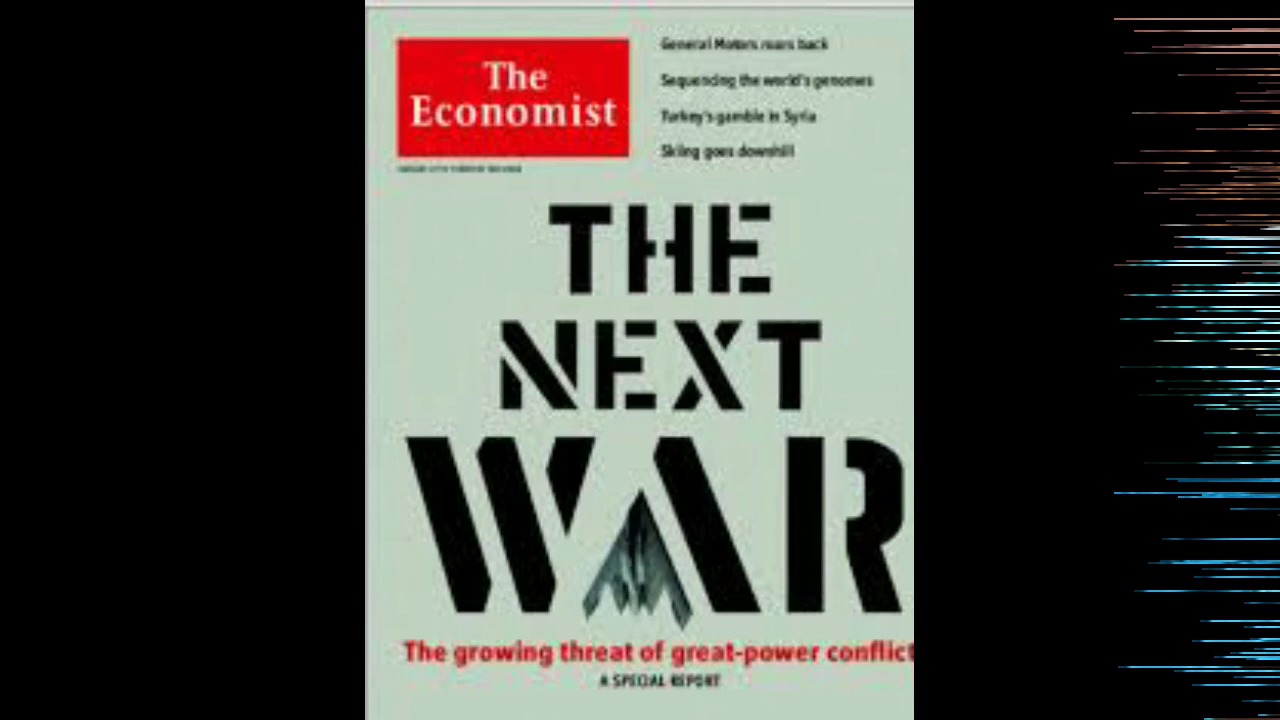 The
Economist
General Motors roars back
Sequencing the world's genomes
Turkey's gamble in Syria
Skiing goes downhill
THE
NEXT
WAR
The growing threat of great-power conflict
A SPECIAL REPORT